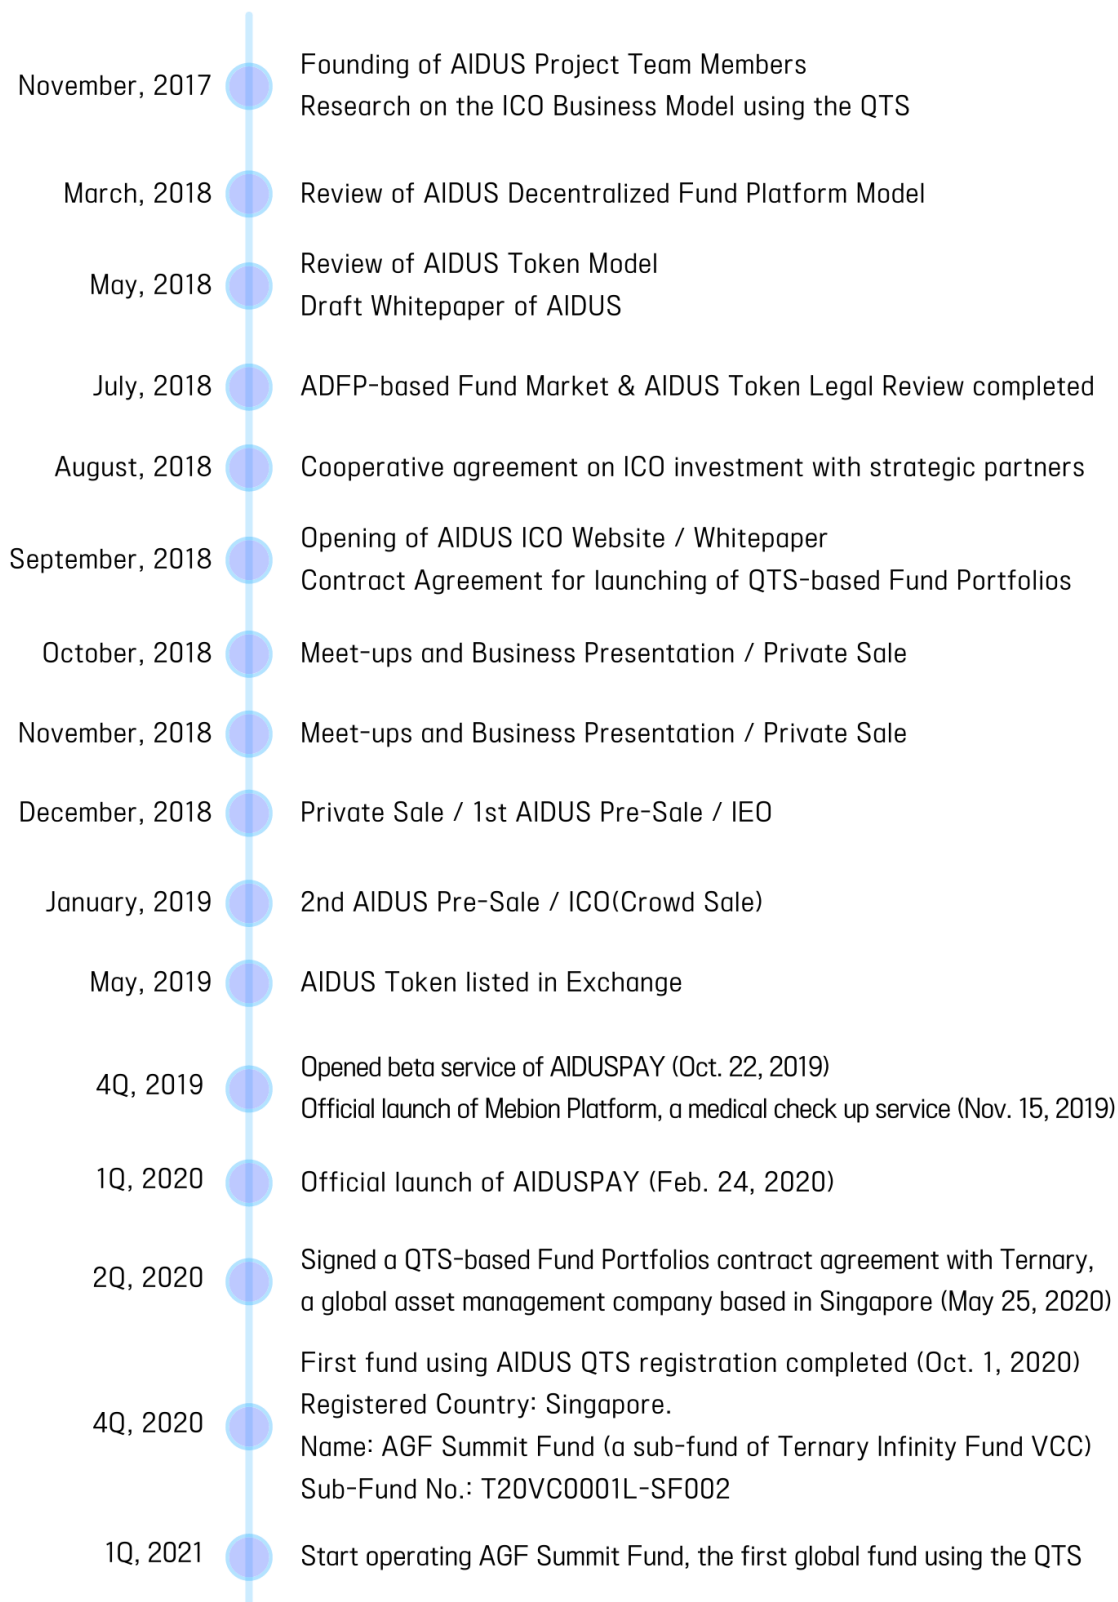 November, 2017
Founding of AIDUS Project Team Members
Research on the ICO Business Model using the QTS
March, 2018
Review of AIDUS Decentralized Fund Platform Model
May, 2018
Review of AIDUS Token Model
Draft Whitepaper of AIDUS
July, 2018
ADFP-based Fund Market & AIDUS Token Legal Review completed
August, 2018
Cooperative agreement on ICO investment with strategic partners
September, 2018
Opening of AIDUS ICO Website / Whitepaper
Contract Agreement for launching of QTS-based Fund Portfolios
October, 2018
Meet-ups and Business Presentation / Private Sale
November, 2018
Meet-ups and Business Presentation / Private Sale
December, 2018
Private Sale / 1st AIDUS Pre-Sale / IEO
January, 2019
2nd AIDUS Pre-Sale / ICO(Crowd Sale)
May, 2019
AIDUS Token listed in Exchange
4Q, 2019
Opened beta service of AIDUSPAY (Oct. 22, 2019)
Official launch of Mebion Platform, a medical check up service (Nov. 15, 2019)
1Q, 2020
Official launch of AIDUSPAY (Feb. 24, 2020)
2Q, 2020
Signed a QTS-based Fund Portfolios contract agreement with Ternary,
a global asset management company based in Singapore (May 25, 2020)
4Q, 2020
First fund using AIDUS QTS registration completed (Oct. 1, 2020)
Registered Country: Singapore.
Name: AGF Summit Fund (a sub-fund of Ternary Infinity Fund VCC)
Sub-Fund No.: T20VC0001L-SF002
1Q, 2021
Start operating AGF Summit Fund, the first global fund using the QTS